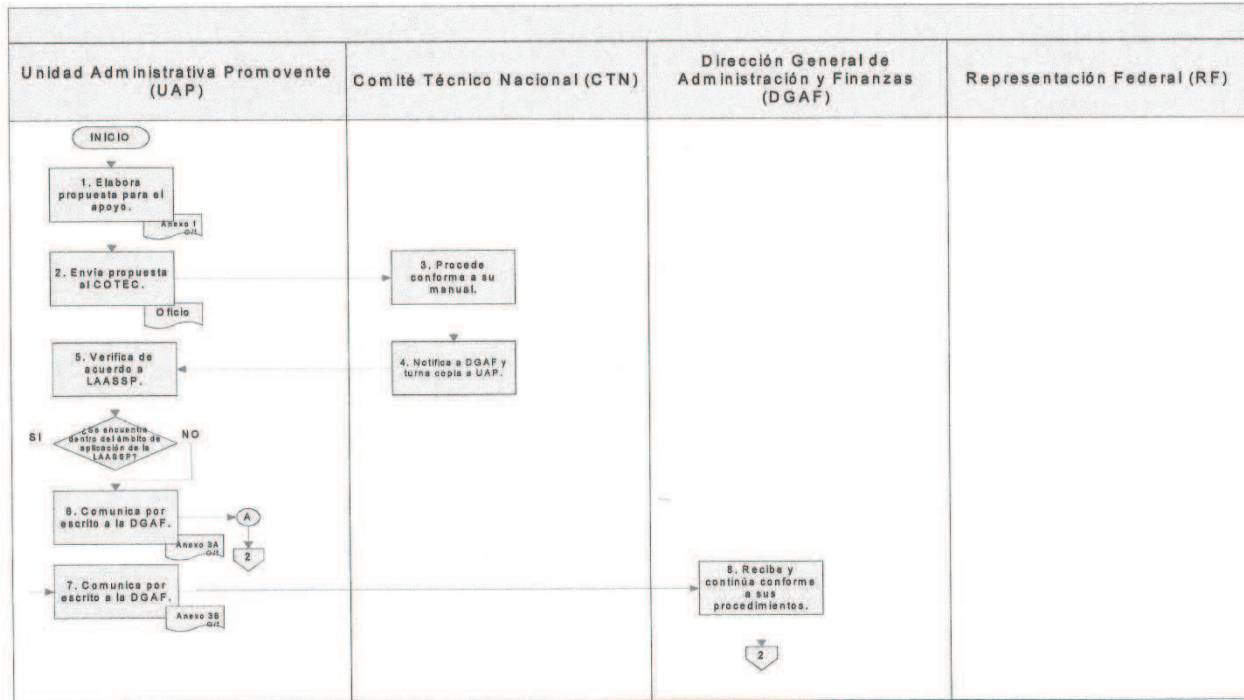 Unidad Administrativa Promovente
(UAP)
Comité Técnico Nacional (CTN)
Dirección General de
Administración y Finanzas
(DGAF)
Representación Federal (RF)
INICIO
1. Elabora
propuesta para el
apoyo.
Anexo 1
O/1
2. Envía propuesta
al COTEC.
Oficio
3. Procede
conforme a su
manual.
4. Notifica a DGAF y
turna copia a UAP.
5. Verifica de
acuerdo a
LAASSP.
SI
¿Se encuentra
dentro del ámbito de
aplicación de la
LAASSP?
NO
6. Comunica por
escrito a la DGAF.
Anexo 3A
O/1
A
2
7. Comunica por
escrito a la DGAF.
Anexo 3B
O/1
8. Recibe y
continúa conforme
a sus
procedimientos.
2